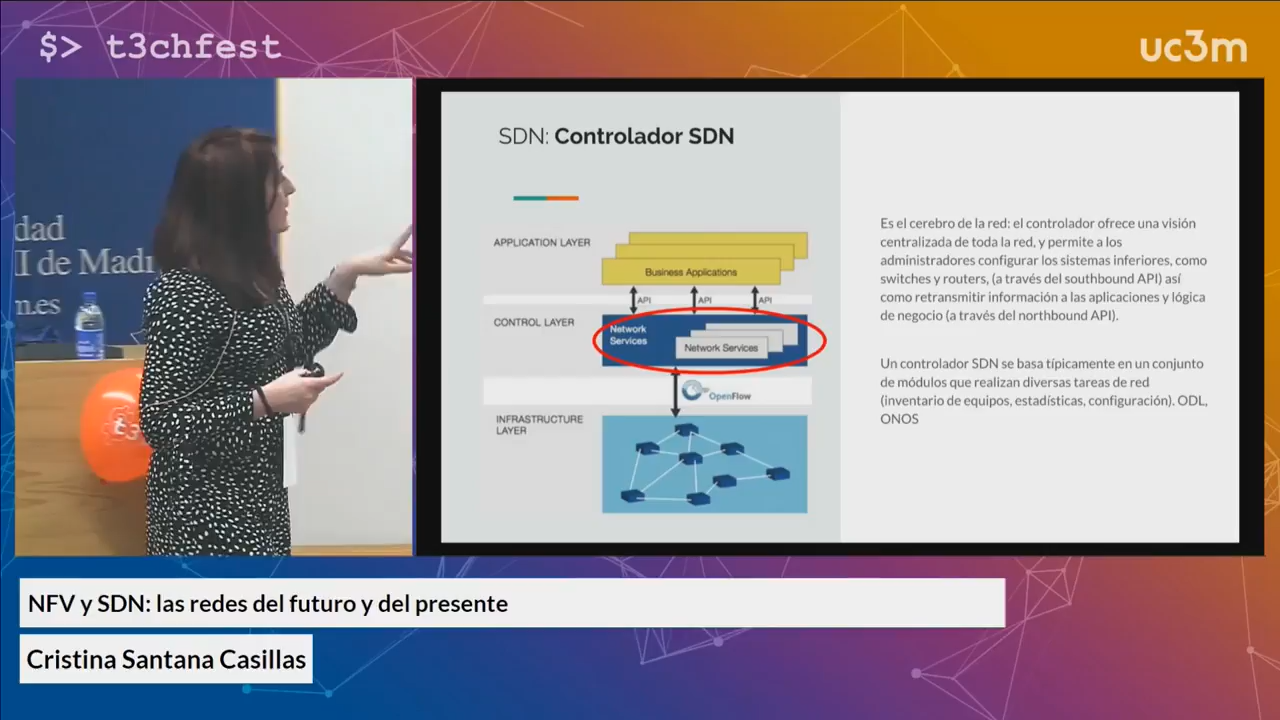 $> t3chfest
uc3m
dad
I de Madr
n.es
t3
SDN: Controlador SDN
APPLICATION LAYER
Business Applications
API
API
API
CONTROL LAYER
Network
Services
Network Services
OpenFlow
INFRASTRUCTURE
LAYER
Es el cerebro de la red: el controlador ofrece una visión
centralizada de toda la red, y permite a los
administradores configurar los sistemas inferiores, como
switches y routers, (a través del southbound API) así
como retransmitir información a las aplicaciones y lógica
de negocio (a través del northbound API).
Un controlador SDN se basa típicamente en un conjunto
de módulos que realizan diversas tareas de red
(inventario de equipos, estadísticas, configuración). ODL,
ONOS
NFV y SDN: las redes del futuro y del presente
Cristina Santana Casillas